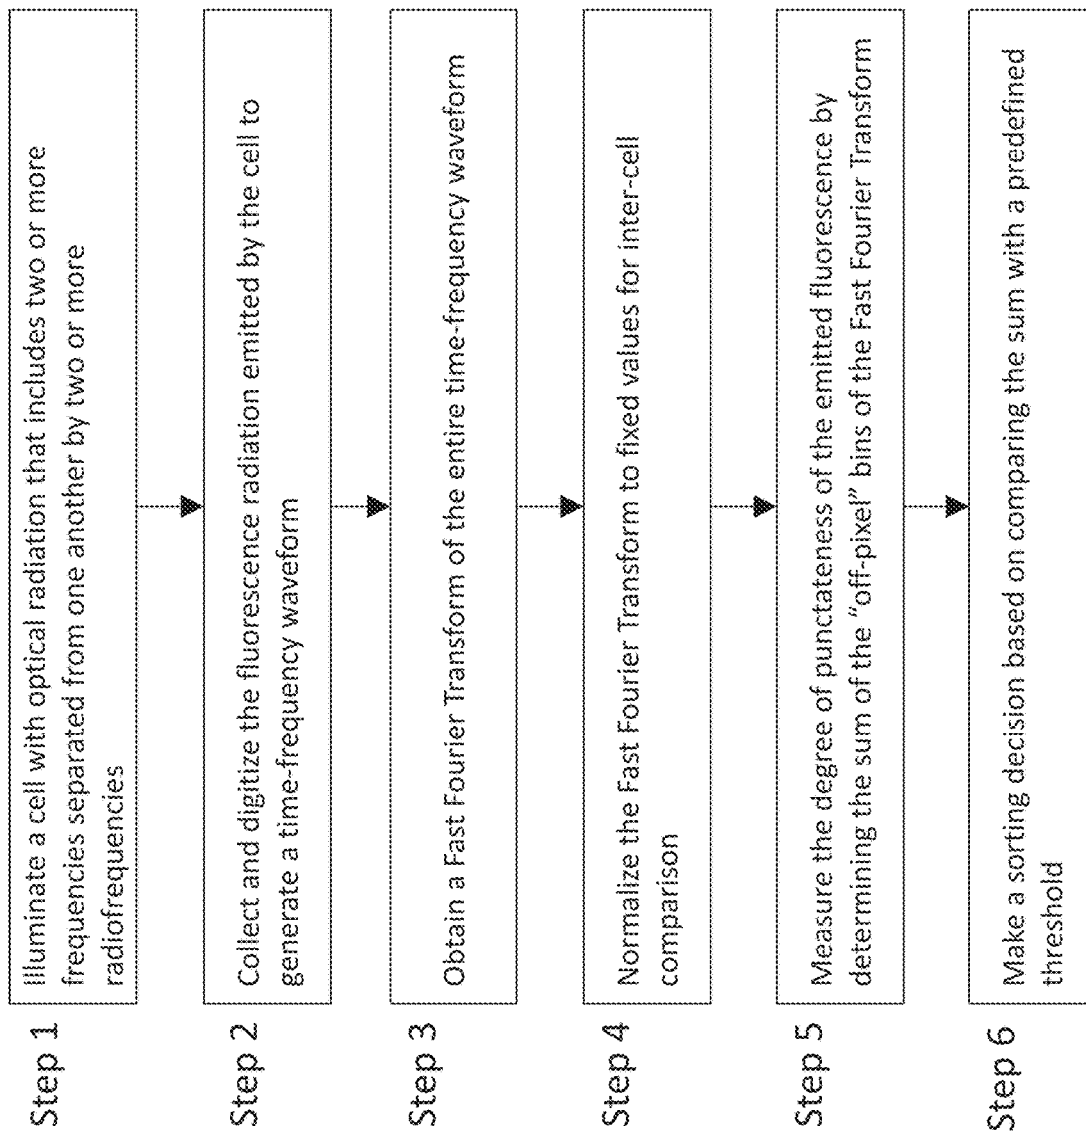 Step 1
Illuminate a cell with optical radiation that includes two or more
frequencies separated from one another by two or more
radiofrequencies
Step 2
Collect and digitize the fluorescence radiation emitted by the cell to
generate a time-frequency waveform
Step 3
Obtain a Fast Fourier Transform of the entire time-frequency waveform
Step 4
Normalize the Fast Fourier Transform to fixed values for inter-cell
comparison
Step 5
Measure the degree of punctateness of the emitted fluorescence by
determining the sum of the “off-pixel” bins of the Fast Fourier Transform
Step 6
Make a sorting decision based on comparing the sum with a predefined
threshold